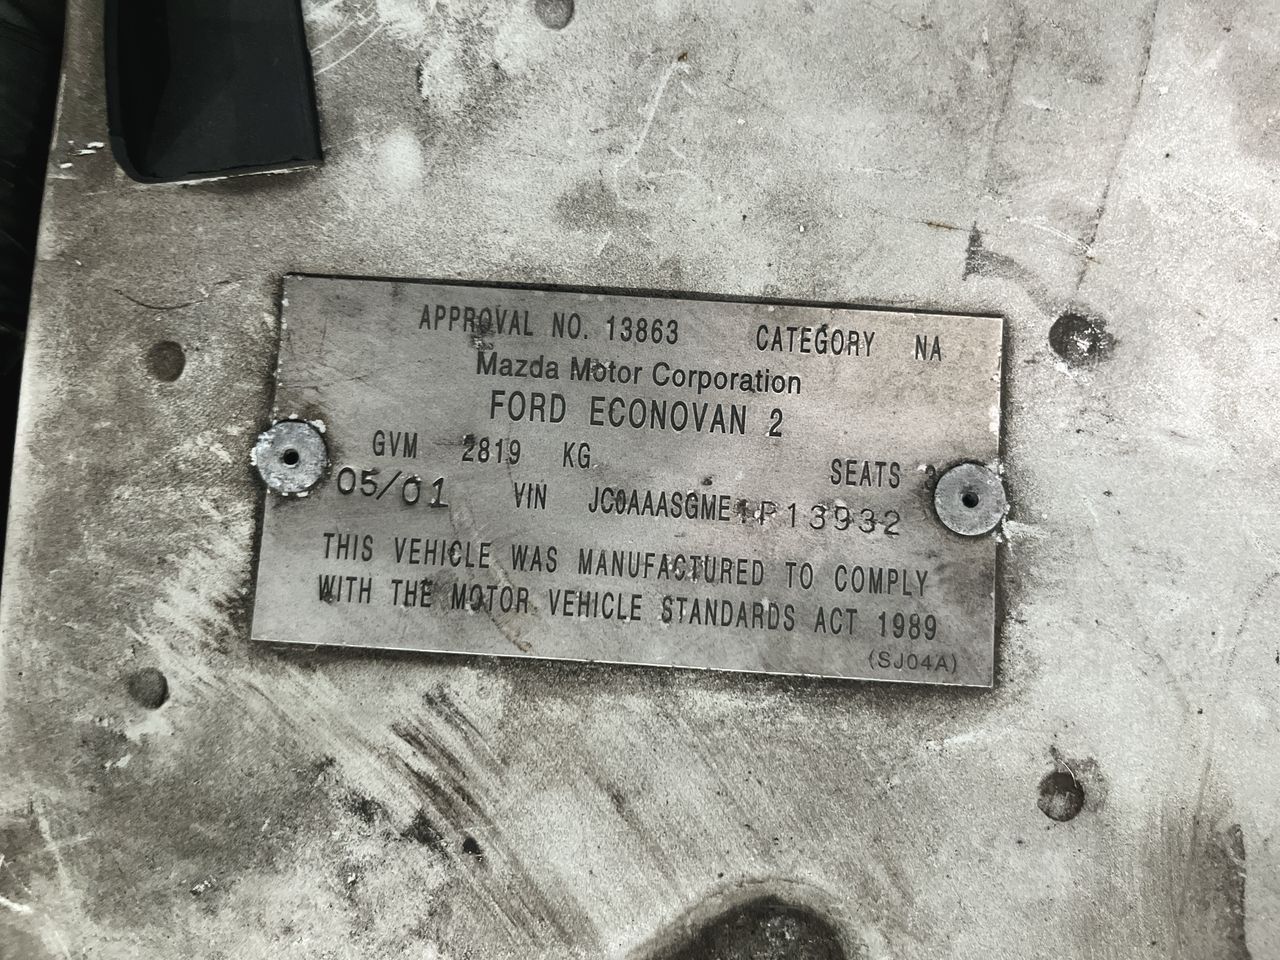 APPROVAL NO. 13863 CATEGORY NA
Mazda Motor Corporation
FORD ECONOVAN 2
GVM 2819 KG SEATS
05/01 VIN JC0AAASGME1P13932
THIS VEHICLE WAS MANUFACTURED TO COMPLY
WITH THE MOTOR VEHICLE STANDARDS ACT 1989
(SJ04A)